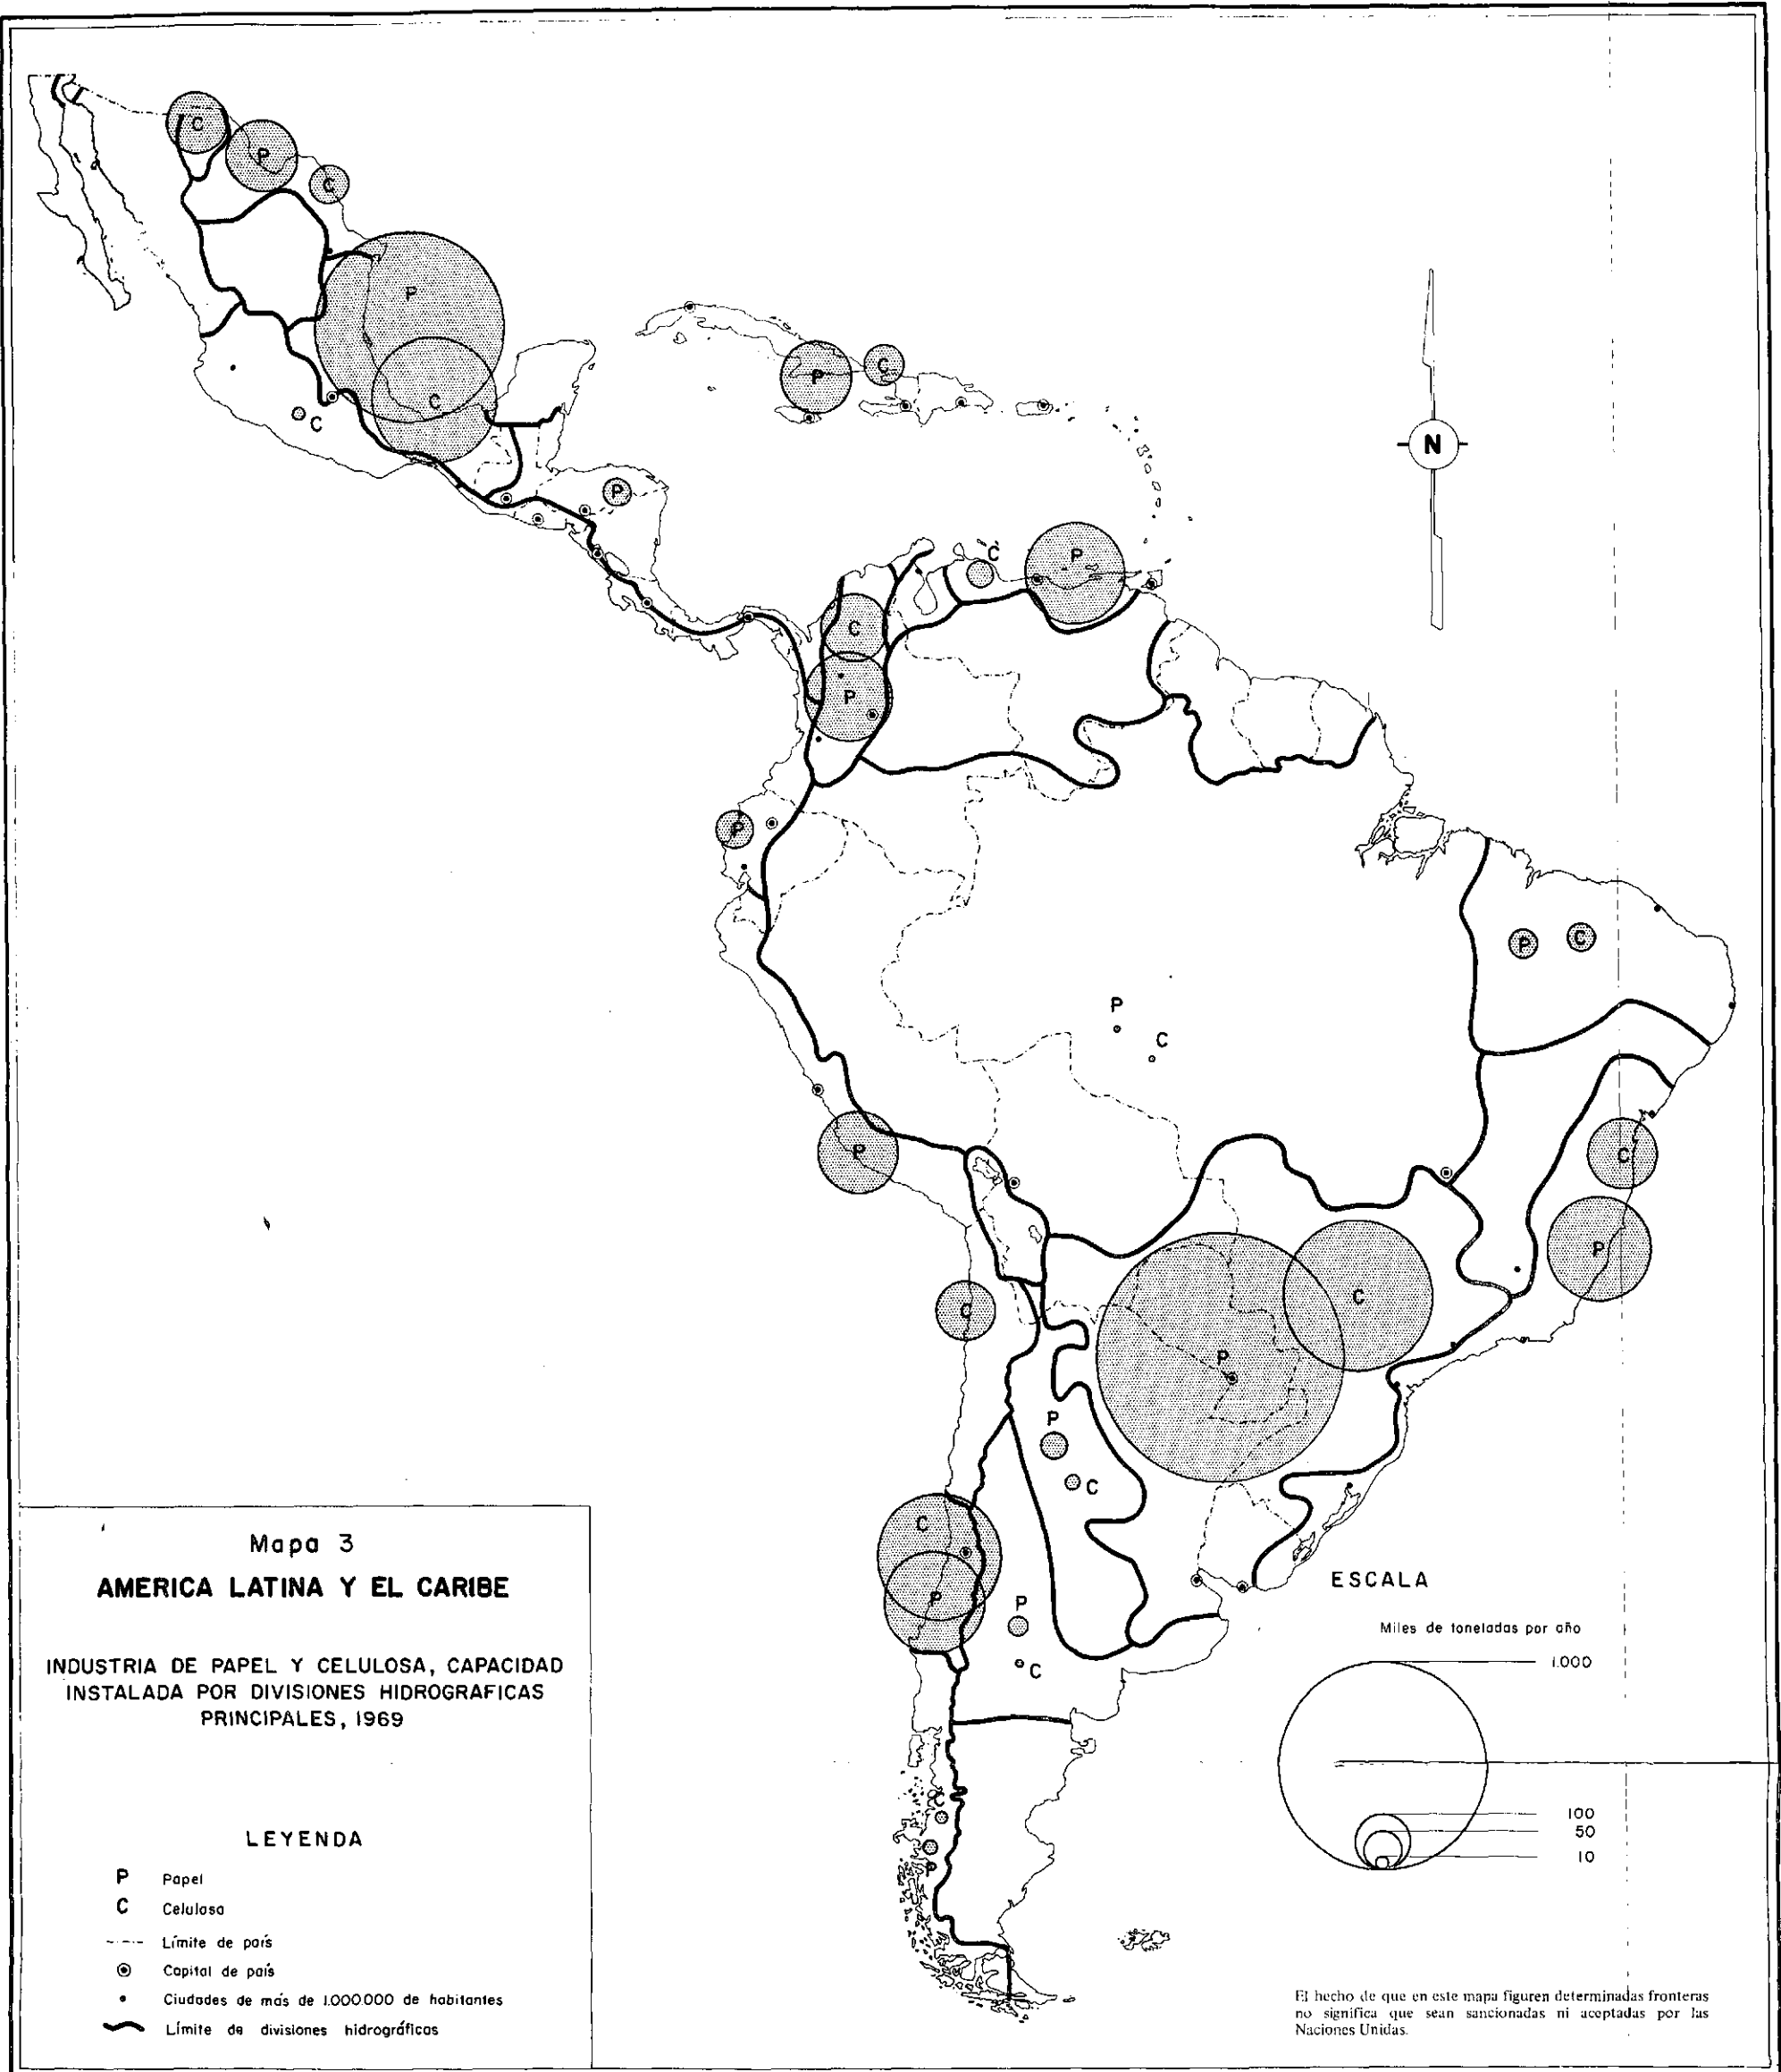 C
P
C
P
C
C
P
C
N
P
C
P
C
P
P
P
C
P
C
P
C
P
C
P
C
P
C
P
C
C
P
P
C
C
P
Mapa 3
AMERICA LATINA Y EL CARIBE
INDUSTRIA DE PAPEL Y CELULOSA, CAPACIDAD
INSTALADA POR DIVISIONES HIDROGRAFICAS
PRINCIPALES, 1969
LEYENDA
P Papel
C Celulosa
Límite de país
Capital de país
Ciudades de más de 1.000.000 de habitantes
Límite de divisiones hidrográficas
ESCALA
Miles de toneladas por año
1.000
100
50
10
El hecho de que en este mapa figuren determinadas fronteras
no significa que sean sancionadas ni aceptadas por las
Naciones Unidas.